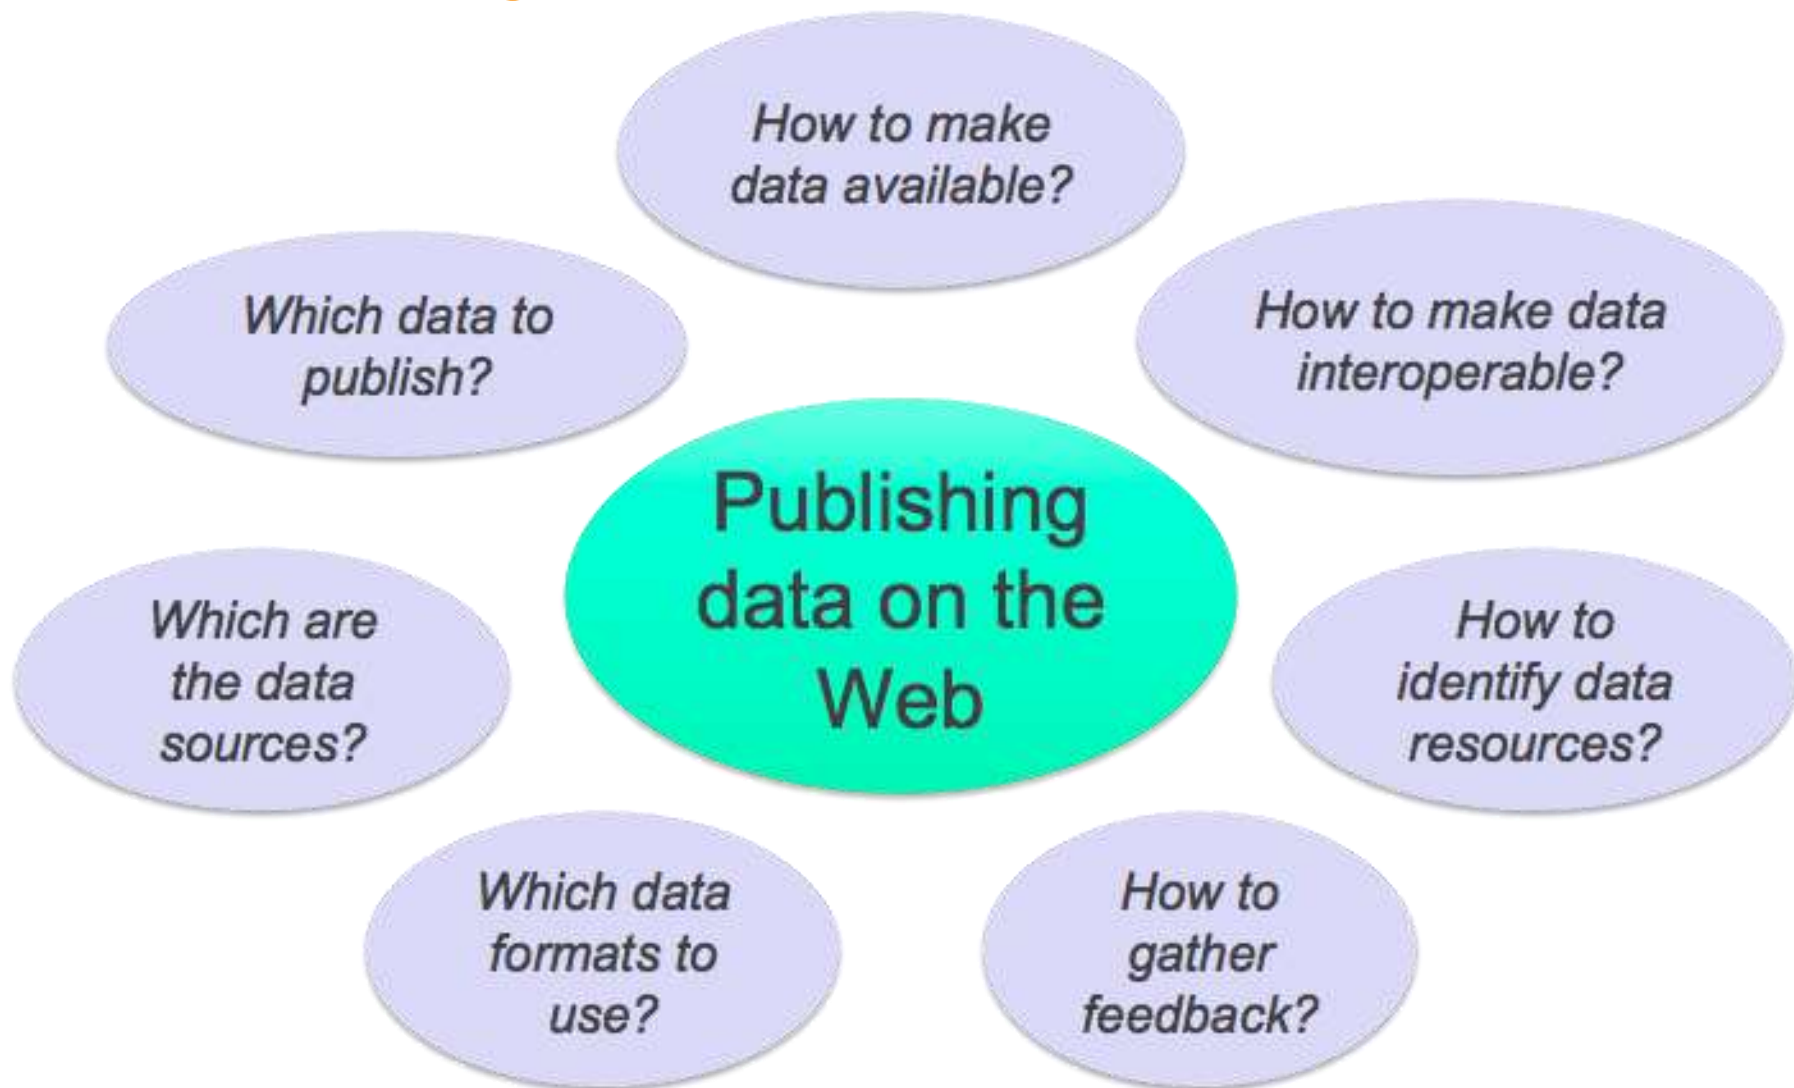 How to make
data available?
Which data to
publish?
How to make data
interoperable?
Publishing
data on the
Web
Which are
the data
sources?
How to
identify data
resources?
Which data
formats to
use?
How to
gather
feedback?